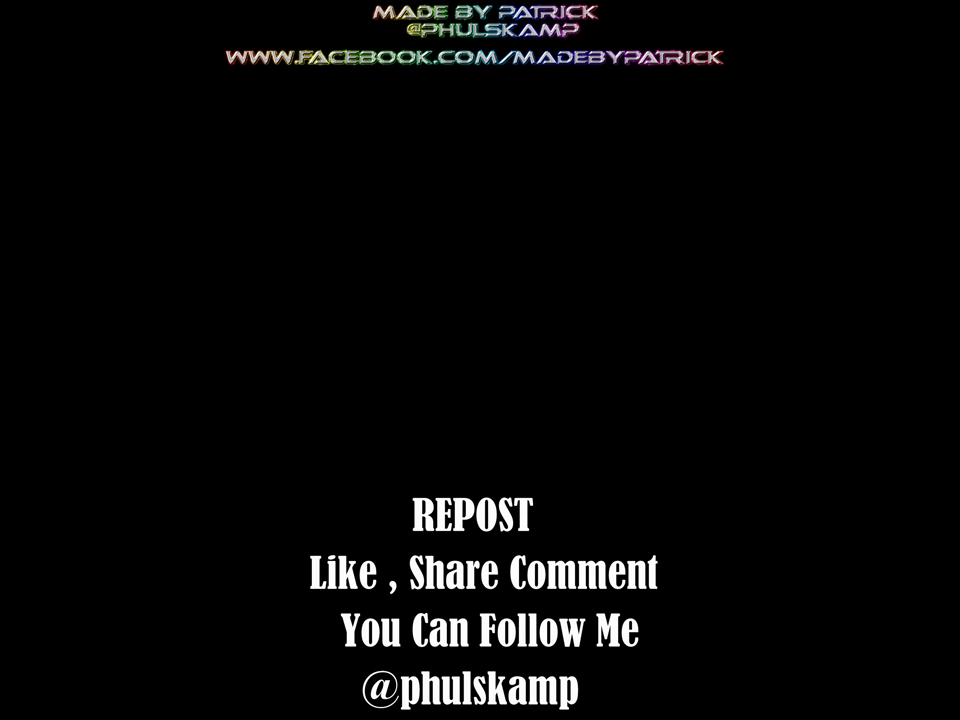 MADE BY PATRICK
@PHULSKAMP
WWW.FACEBOOK.COM/MADEBYPATRICK
REPOST
Like , Share Comment
You Can Follow Me
@phulskamp